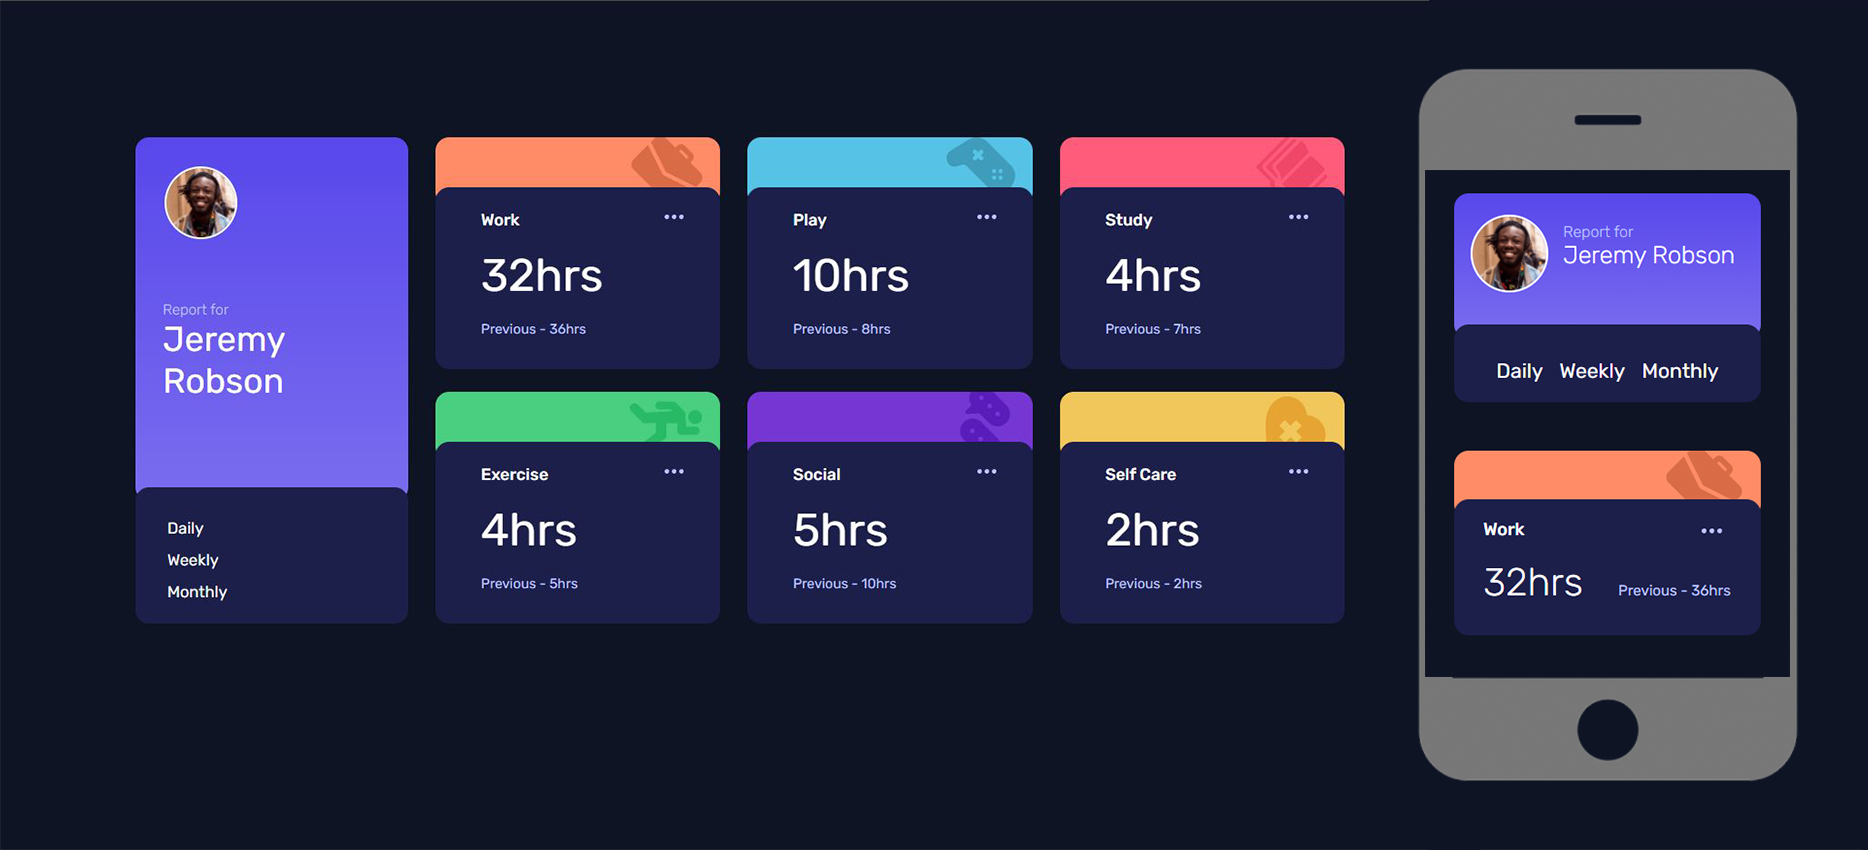 Report for
Jeremy
Robson
Daily
Weekly
Monthly
Work
32hrs
Previous - 36hrs
Play
10hrs
Previous - 8hrs
Study
4hrs
Previous - 7hrs
Exercise
4hrs
Previous - 5hrs
Social
5hrs
Previous - 10hrs
Self Care
2hrs
Previous - 2hrs
Report for
Jeremy Robson
Daily Weekly Monthly
Work
32hrs Previous - 36hrs